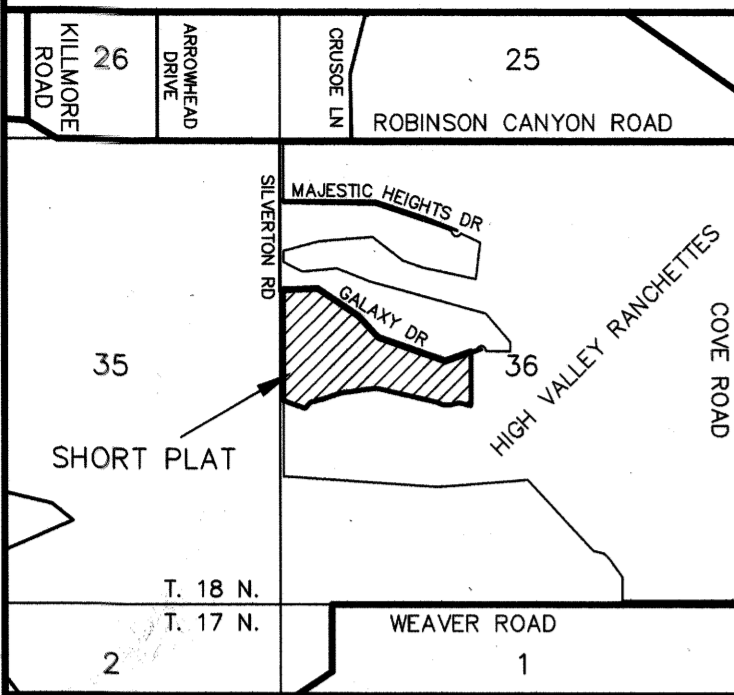 KILLMORE
ROAD
26
ARROWHEAD
DRIVE
CRUSOE LN
25
ROBINSON CANYON ROAD
SILVERTON RD
MAJESTIC HEIGHTS DR
GALAXY DR
35
36
HIGH VALLEY RANCHETTES
COVE ROAD
SHORT PLAT
T. 18 N.
T. 17 N.
WEAVER ROAD
2
1